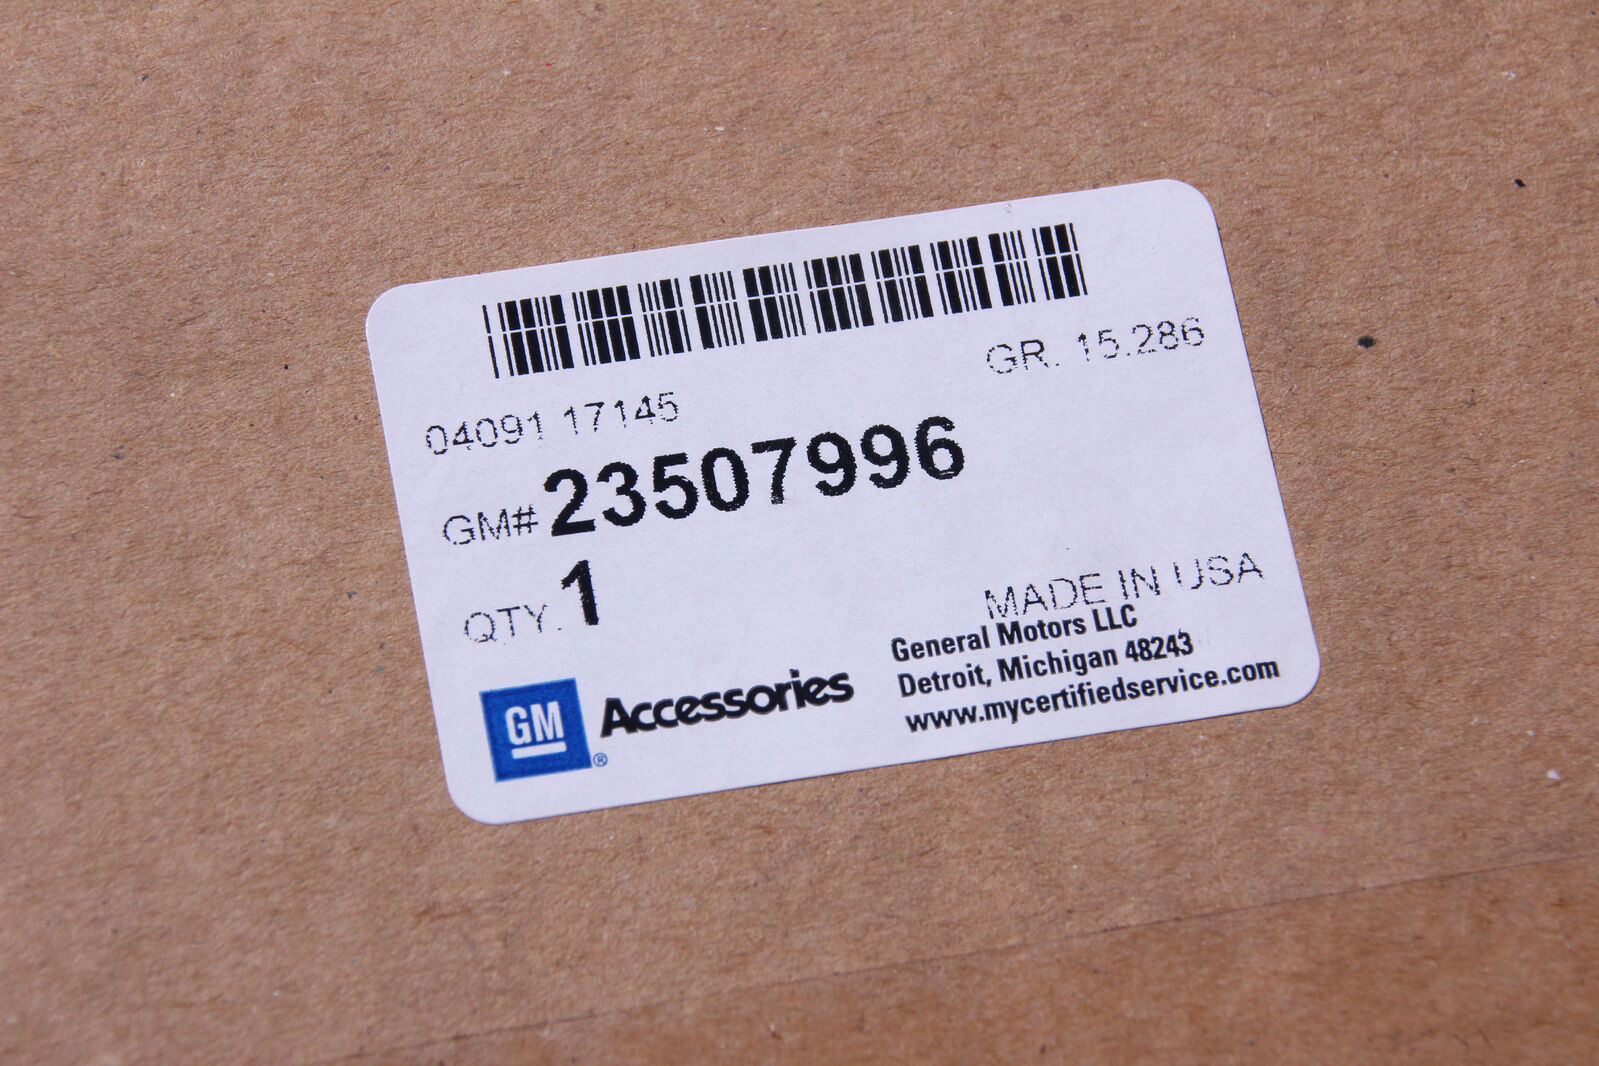 GR. 15.286
04091 17145
GM# 23507996
QTY. 1
MADE IN USA
General Motors LLC
Detroit, Michigan 48243
www.mycertifiedservice.com
GM® Accessories